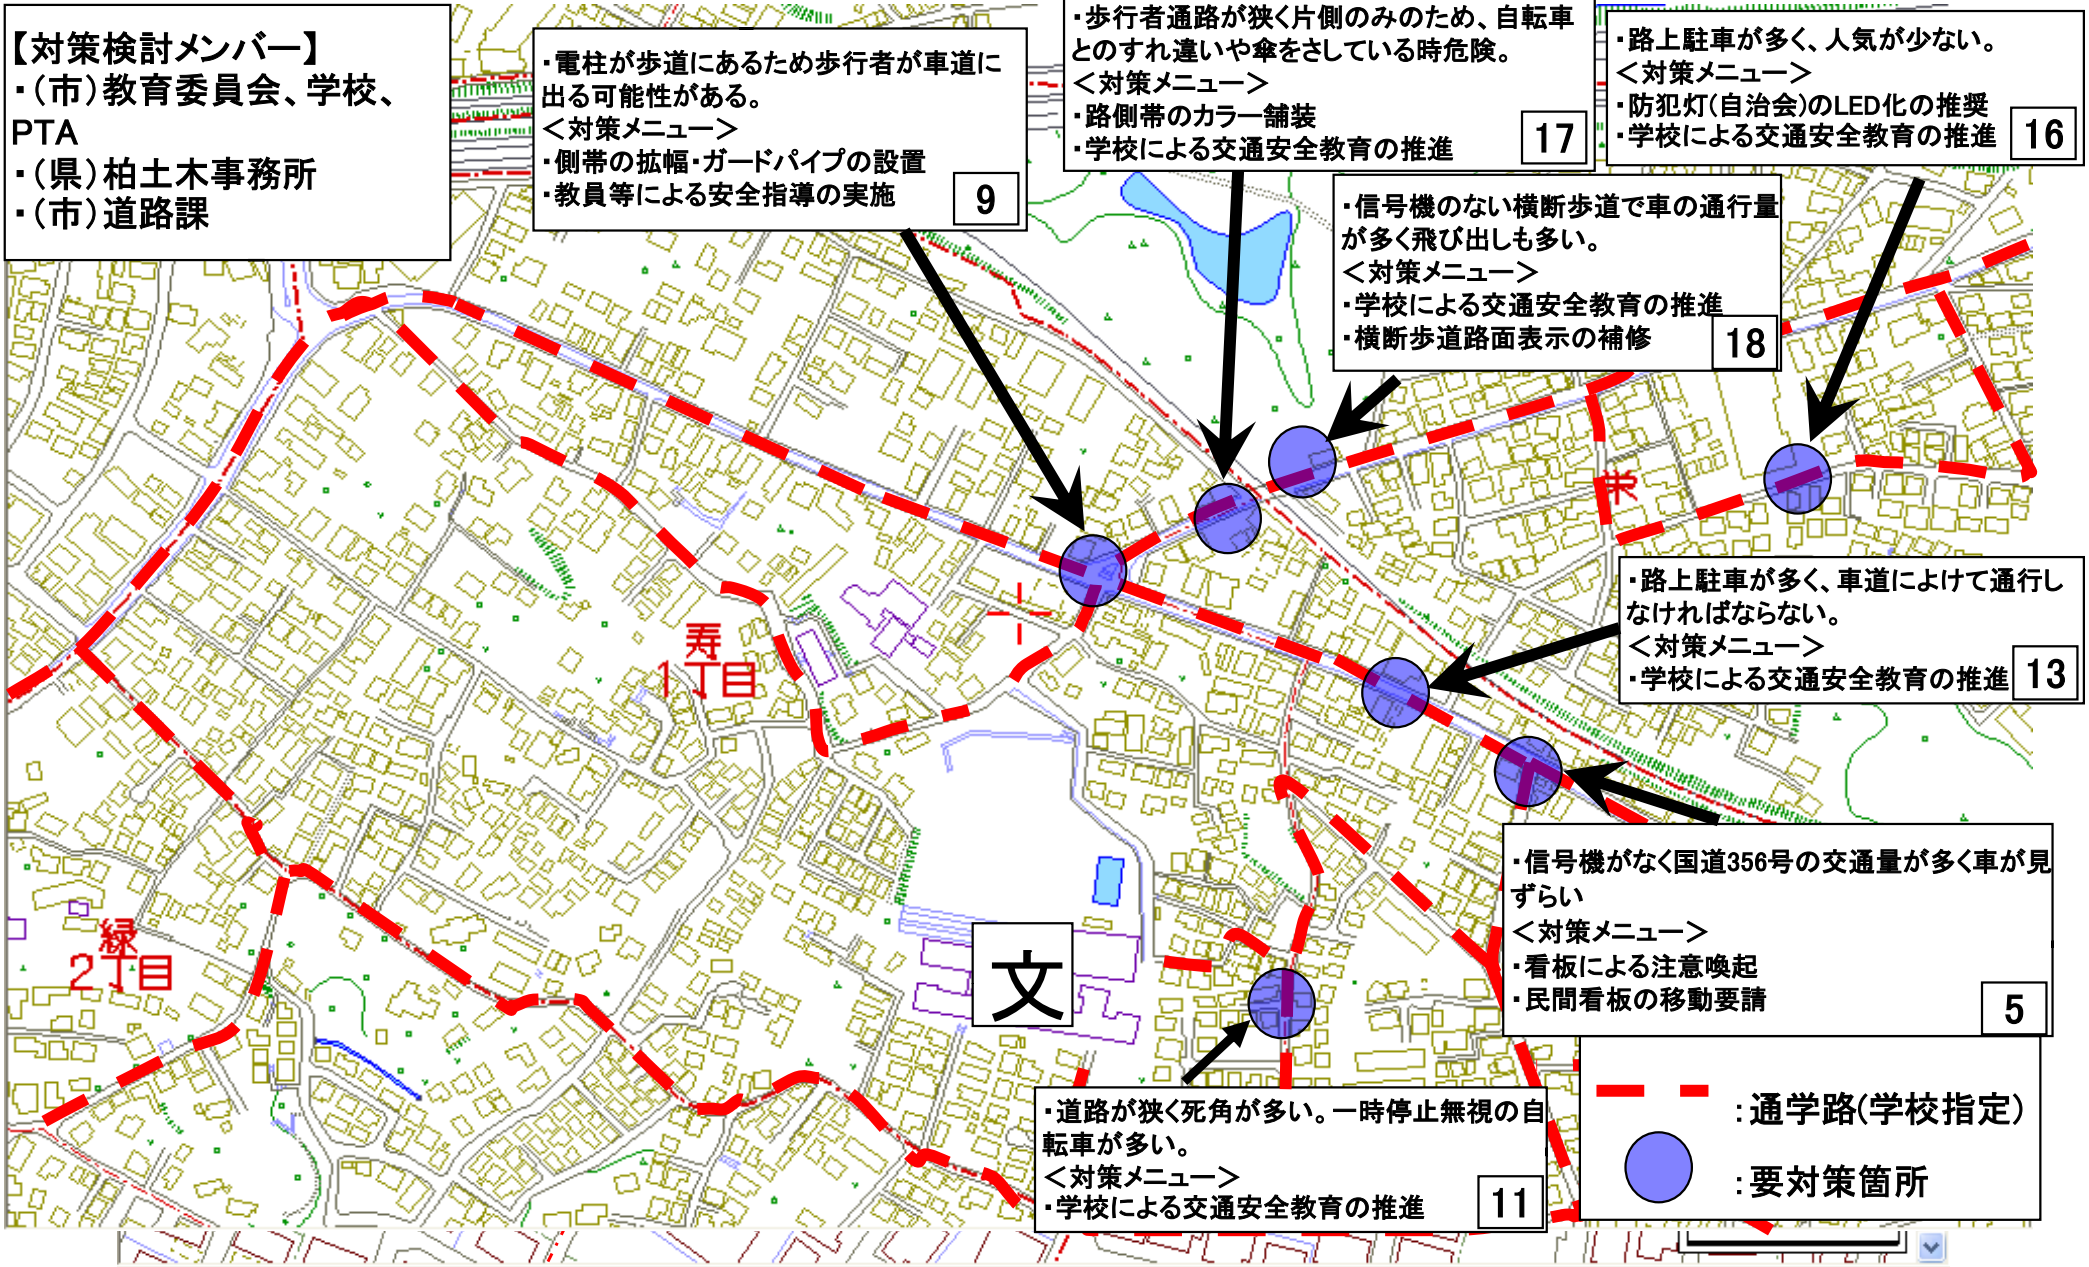 【対策検討メンバー】
・(市)教育委員会、学校、
PTA
・(県)柏土木事務所
・(市)道路課
・電柱が歩道にあるため歩行者が車道に
出る可能性がある。
＜対策メニュー＞
・側帯の拡幅・ガードパイプの設置
・教員等による安全指導の実施
9
・歩行者通路が狭く片側のみのため、自転車
とのすれ違いや傘をさしている時危険。
＜対策メニュー＞
・路側帯のカラー舗装
・学校による交通安全教育の推進
17
・路上駐車が多く、人気が少ない。
＜対策メニュー＞
・防犯灯(自治会)のLED化の推奨
・学校による交通安全教育の推進
16
・信号機のない横断歩道で車の通行量
が多く飛び出しも多い。
＜対策メニュー＞
・学校による交通安全教育の推進
・横断歩道路面表示の補修
18
栄
・路上駐車が多く、車道によけて通行し
なければならない。
＜対策メニュー＞
・学校による交通安全教育の推進
13
寿
1丁目
・信号機がなく国道356号の交通量が多く車が見
ずらい
＜対策メニュー＞
・看板による注意喚起
・民間看板の移動要請
5
緑
2丁目
文
・道路が狭く死角が多い。一時停止無視の自
転車が多い。
＜対策メニュー＞
・学校による交通安全教育の推進
11
：通学路(学校指定)
：要対策箇所